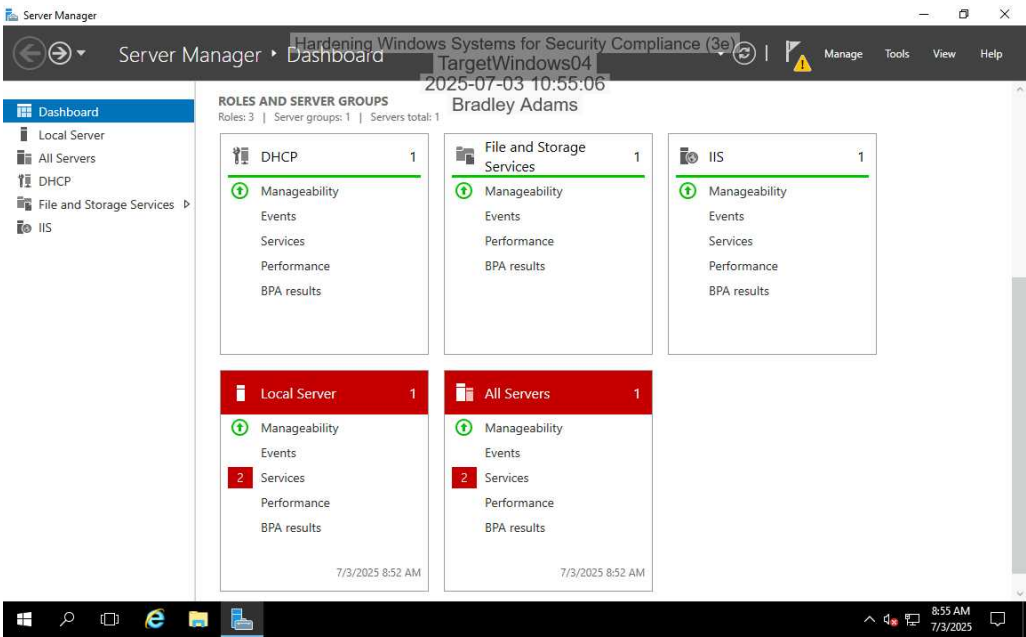 Server Manager
Server Manager • Dashboard
Manage Tools View Help
Hardening Windows Systems for Security Compliance (3e)
TargetWindows04
2025-07-03 10:55:06
Bradley Adams
Dashboard
Local Server
All Servers
DHCP
File and Storage Services
IIS
ROLES AND SERVER GROUPS
Roles: 3 | Server groups: 1 | Servers total: 1
DHCP 1
Manageability
Events
Services
Performance
BPA results
File and Storage
Services 1
Manageability
Events
Performance
BPA results
IIS 1
Manageability
Events
Services
Performance
BPA results
Local Server 1
Manageability
Events
2 Services
Performance
BPA results
7/3/2025 8:52 AM
All Servers 1
Manageability
Events
2 Services
Performance
BPA results
7/3/2025 8:52 AM
8:55 AM
7/3/2025